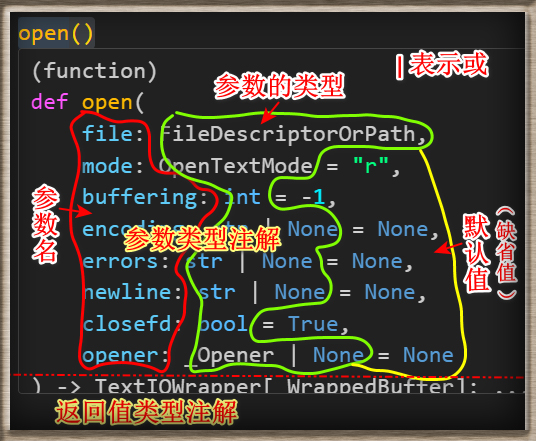 open()
(function)
|表示或
参数的类型
def open(
file: FileDescriptorOrPath,
mode: OpenTextMode = "r",
buffering: int = -1,
参数名
参数类型注解
| None = None,
默认值
(缺省值)
errors: str | None = None,
newline: str | None = None,
closefd: bool = True,
opener: _Opener | None = None
) -> TextIOWrapper[_WrappedBuffer]: ...
返回值类型注解